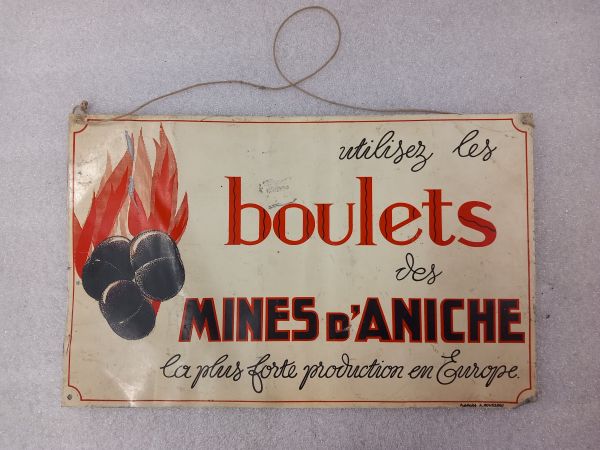 utilisez les
boulets
des
MINES D'ANICHE
la plus forte production en Europe.